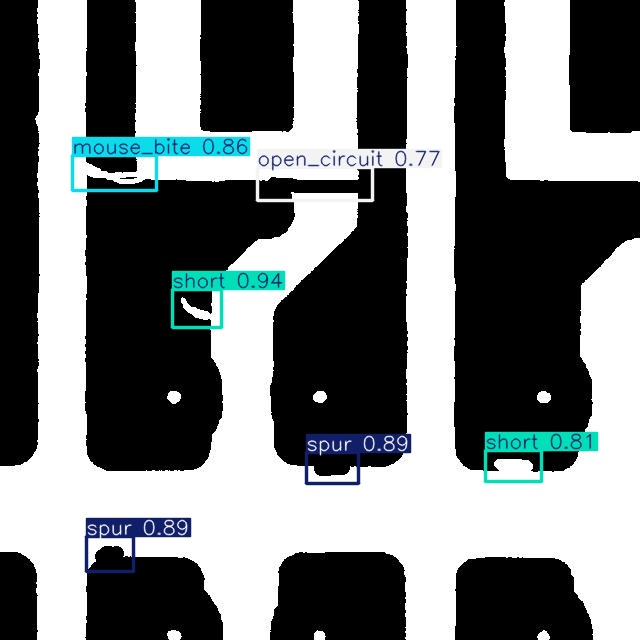 mouse_bite 0.86
open_circuit 0.77
short 0.94
spur 0.89
short 0.81
spur 0.89